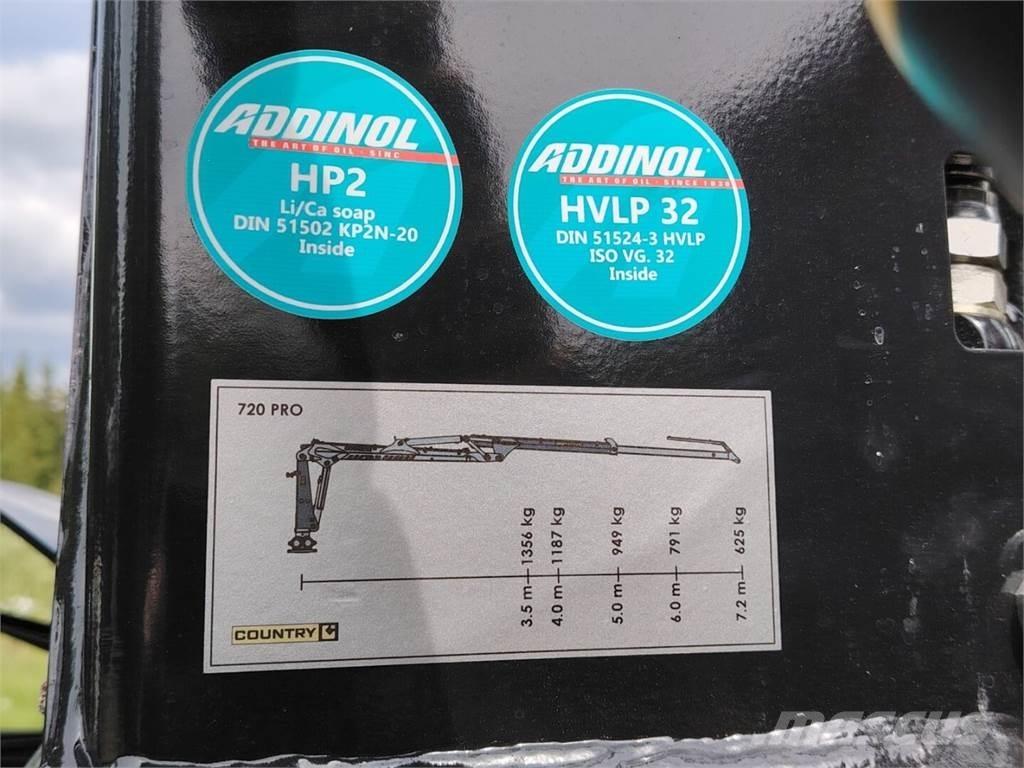 ADDINOL
THE ART OF OIL - SINC
HP2
Li/Ca soap
DIN 51502 KP2N-20
Inside
ADDINOL®
THE ART OF OIL - SINCE 1936
HVLP 32
DIN 51524-3 HVLP
ISO VG. 32
Inside
720 PRO
3.5 m 1356 kg
4.0 m 1187 kg
5.0 m 949 kg
6.0 m 791 kg
7.2 m 625 kg
COUNTRY
mascus